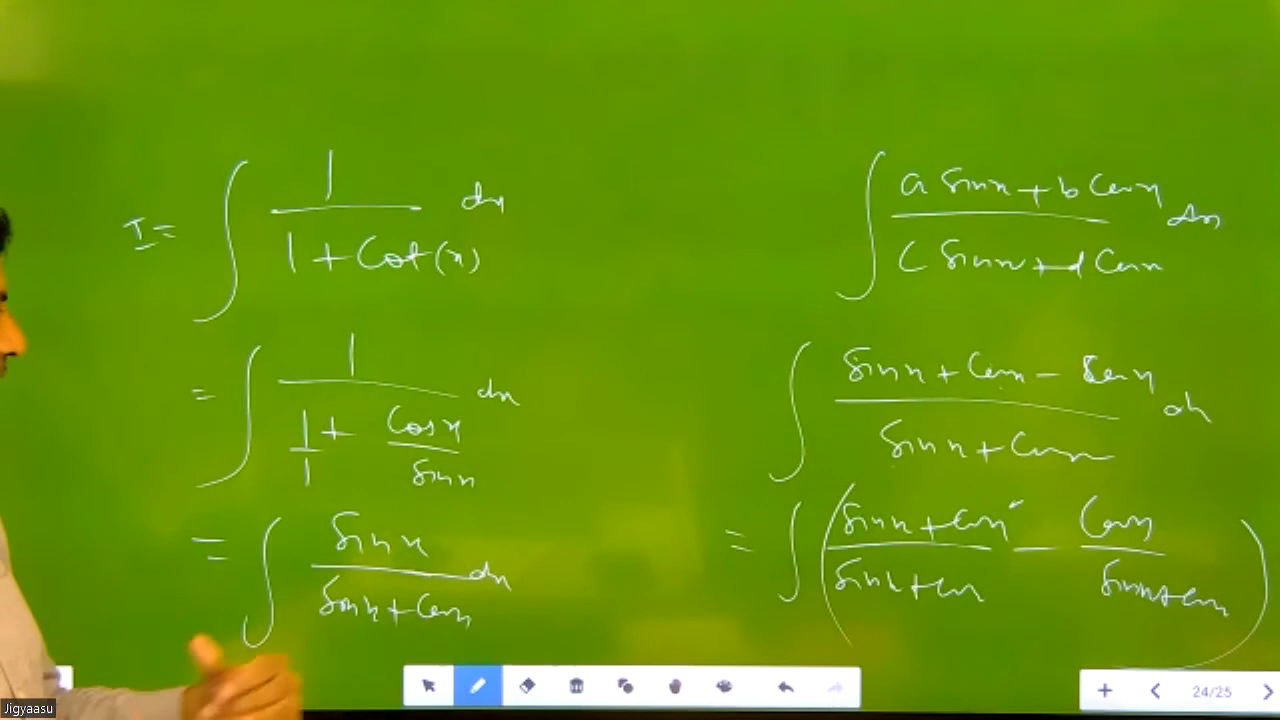 I = ∫ 1/(1 + Cot(x)) dx
= ∫ 1/(1/1 + Cosx/Sinx) dx
= ∫ Sinx/(Sinx + Cosx) dx
∫ (a Sinx + b Cosx)/(C Sinx + d Cosx) dx
∫ (Sinx + Cosx - Cosx)/(Sinx + Cosx) dx
= ∫ ((Sinx + Cosx)/(Sinx + Cosx) - Cosx/(Sinx + Cosx))
24/25
Jigyaasu